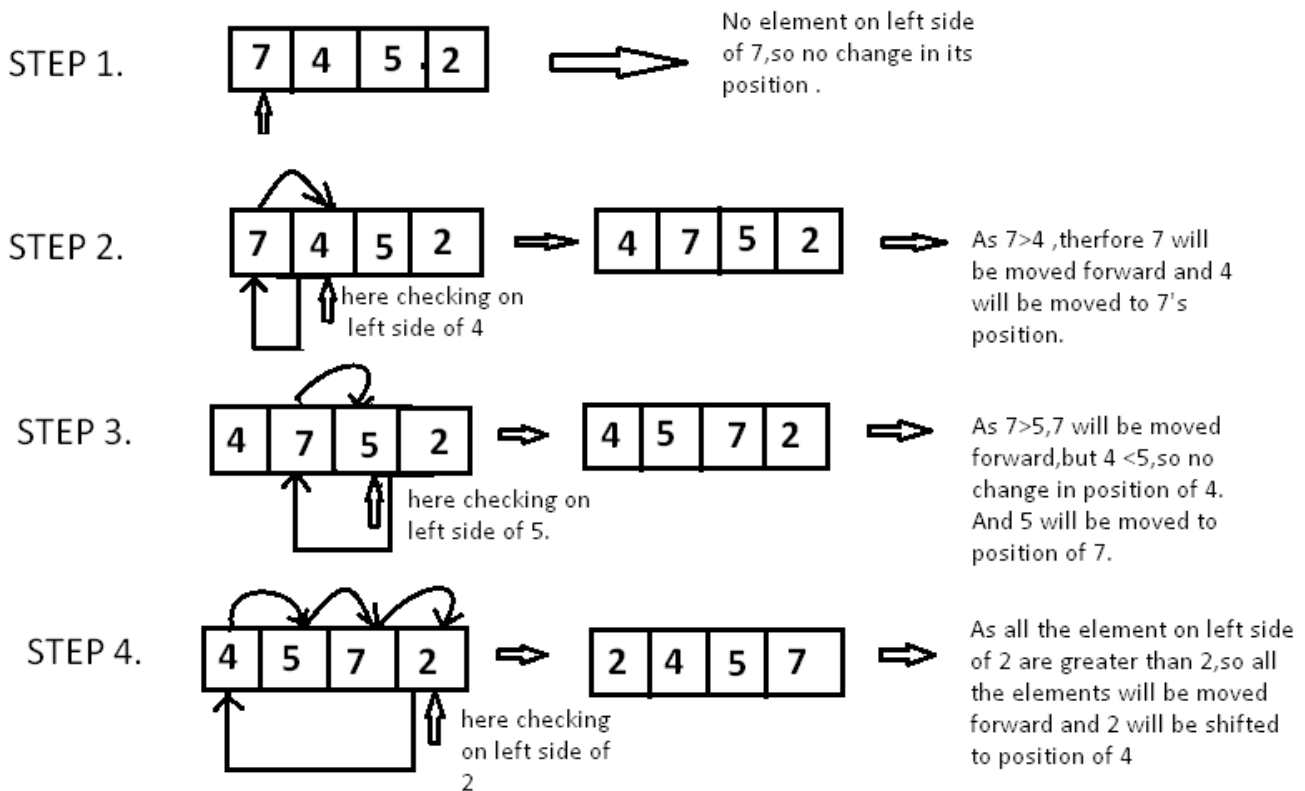 STEP 1.
7 4 5 2
No element on left side
of 7,so no change in its
position .
STEP 2.
7 4 5 2
here checking on
left side of 4
4 7 5 2
As 7>4 ,therfore 7 will
be moved forward and 4
will be moved to 7's
position.
STEP 3.
4 7 5 2
here checking on
left side of 5.
4 5 7 2
As 7>5,7 will be moved
forward,but 4 <5,so no
change in position of 4.
And 5 will be moved to
position of 7.
STEP 4.
4 5 7 2
here checking
on left side of
2
2 4 5 7
As all the element on left side
of 2 are greater than 2,so all
the elements will be moved
forward and 2 will be shifted
to position of 4